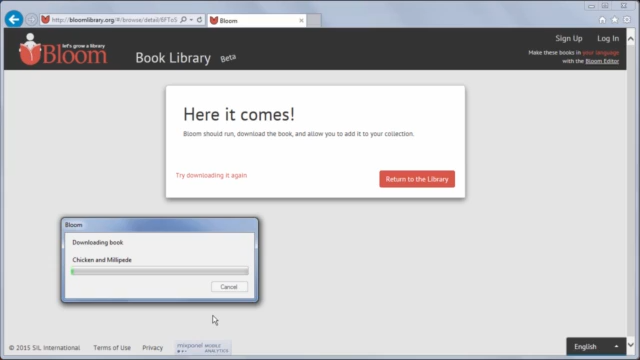 http://bloomlibrary.org/#/browse/detail/6FToS
Bloom
let's grow a library
Bloom
Book Library Beta
Sign Up Log In
Make these books in your language
with the Bloom Editor
Here it comes!
Bloom should run, download the book, and allow you to add it to your collection.
Try downloading it again
Return to the Library
Bloom
Downloading book
Chicken and Millipede
Cancel
© 2015 SIL International Terms of Use Privacy
mixpanel MOBILE
ANALYTICS
English